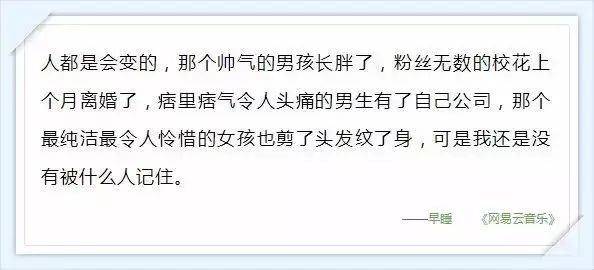 人都是会变的，那个帅气的男孩长胖了，粉丝无数的校花上
个月离婚了，痞里痞气令人头痛的男生有了自己公司，那个
最纯洁最令人怜惜的女孩也剪了头发纹了身，可是我还是没
有被什么人记住。
——早睡 《网易云音乐》